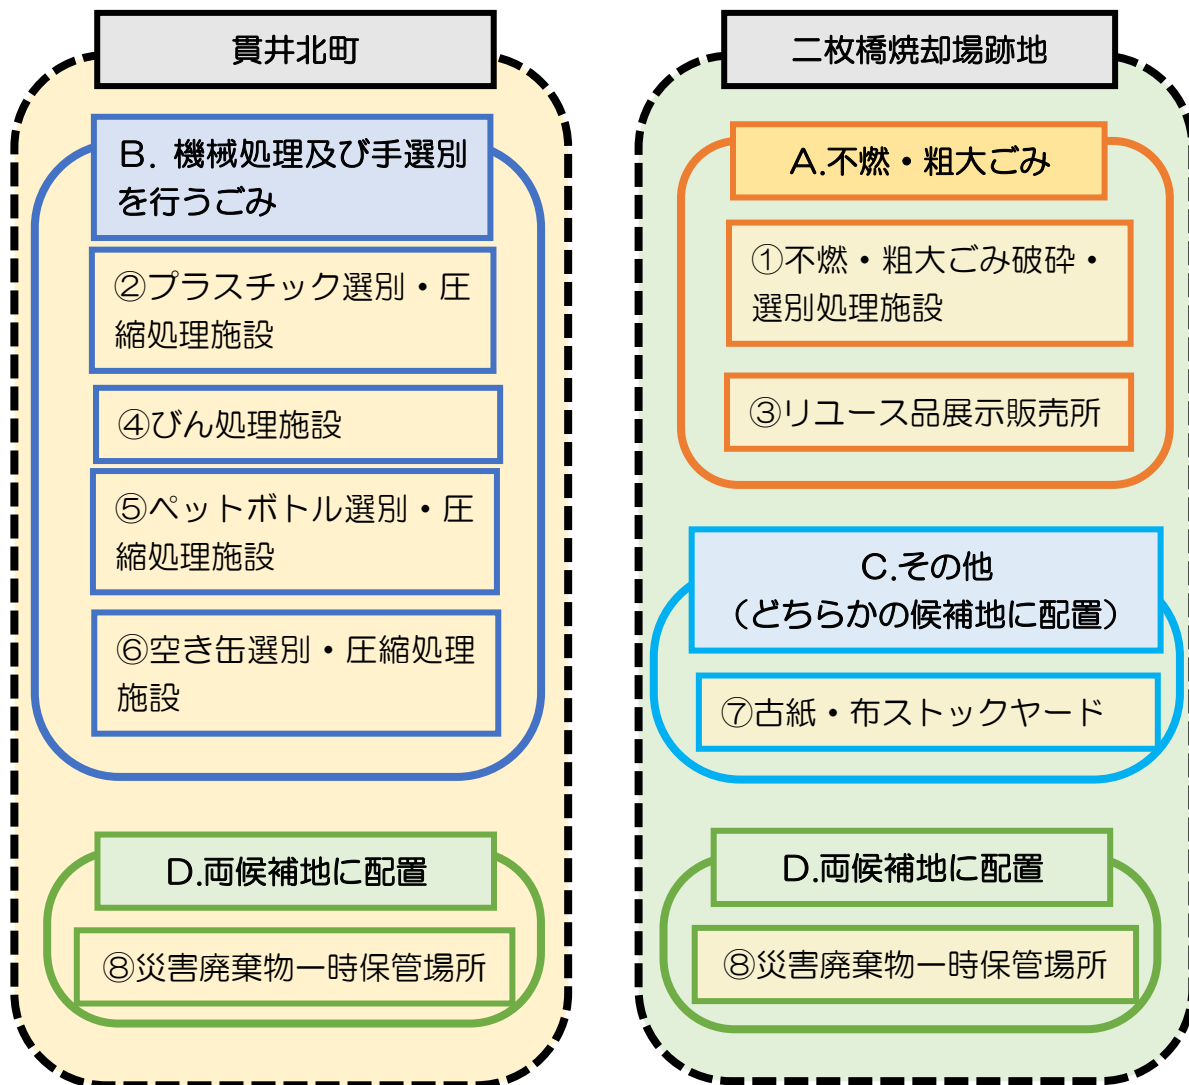 貫井北町
B. 機械処理及び手選別
を行うごみ
②プラスチック選別・圧
縮処理施設
④びん処理施設
⑤ペットボトル選別・圧
縮処理施設
⑥空き缶選別・圧縮処理
施設
D.両候補地に配置
⑧災害廃棄物一時保管場所
二枚橋焼却場跡地
A.不燃・粗大ごみ
①不燃・粗大ごみ破砕・
選別処理施設
③リユース品展示販売所
C.その他
（どちらかの候補地に配置）
⑦古紙・布ストックヤード
D.両候補地に配置
⑧災害廃棄物一時保管場所